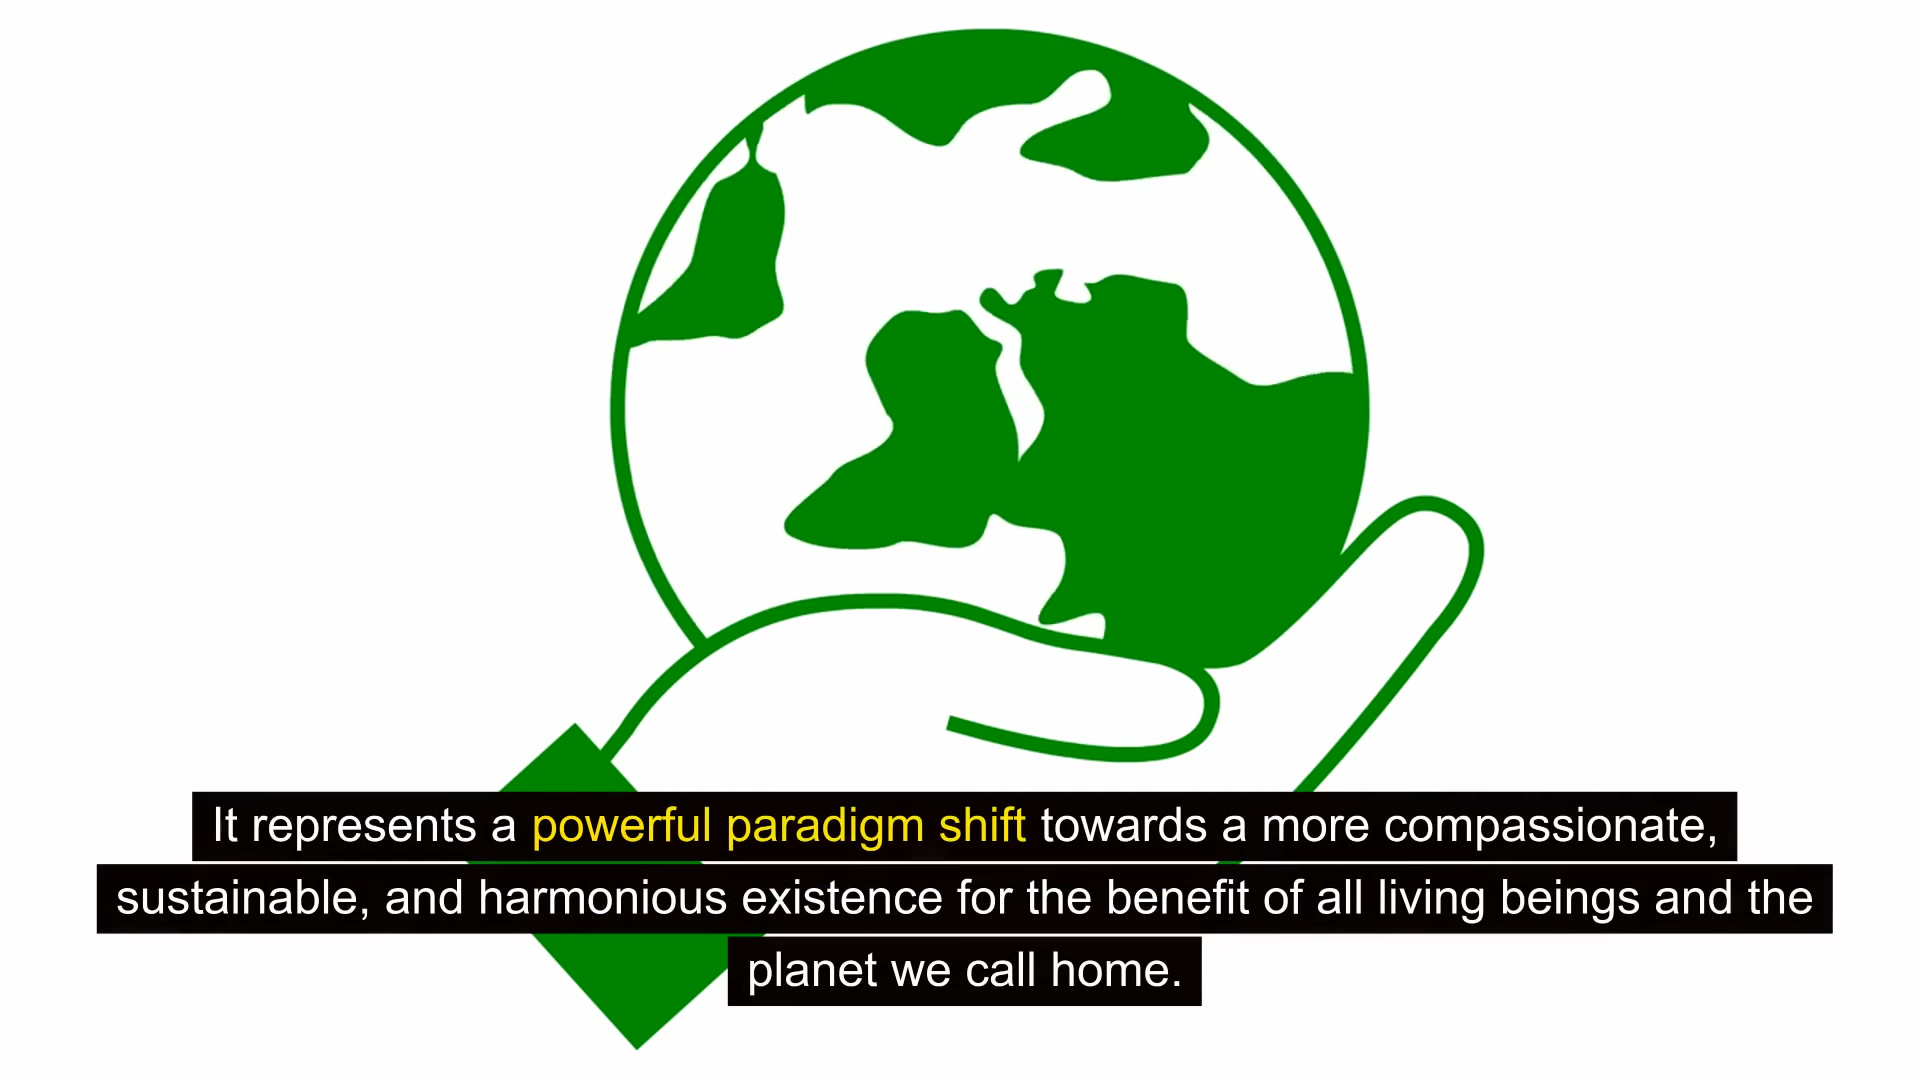 It represents a powerful paradigm shift towards a more compassionate,
sustainable, and harmonious existence for the benefit of all living beings and the
planet we call home.